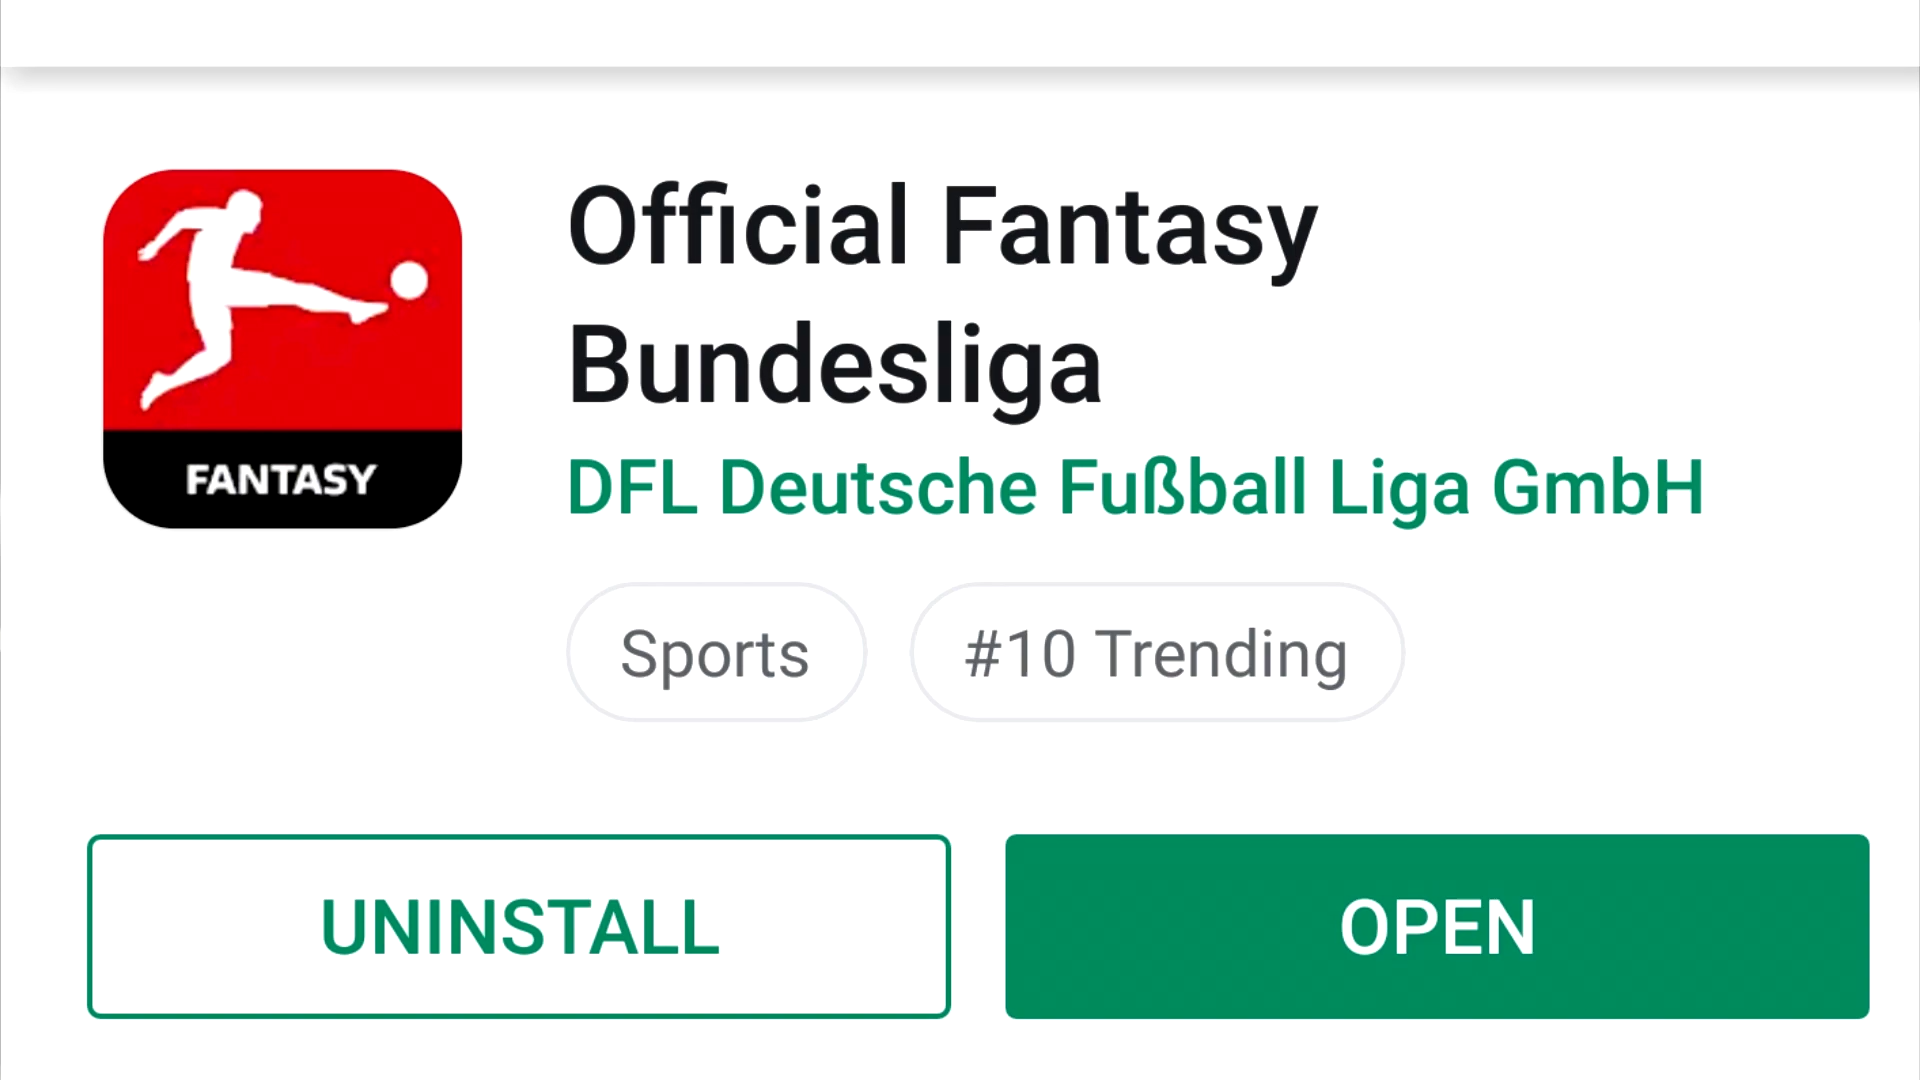 Official Fantasy
Bundesliga
FANTASY
DFL Deutsche Fußball Liga GmbH
Sports
#10 Trending
UNINSTALL
OPEN